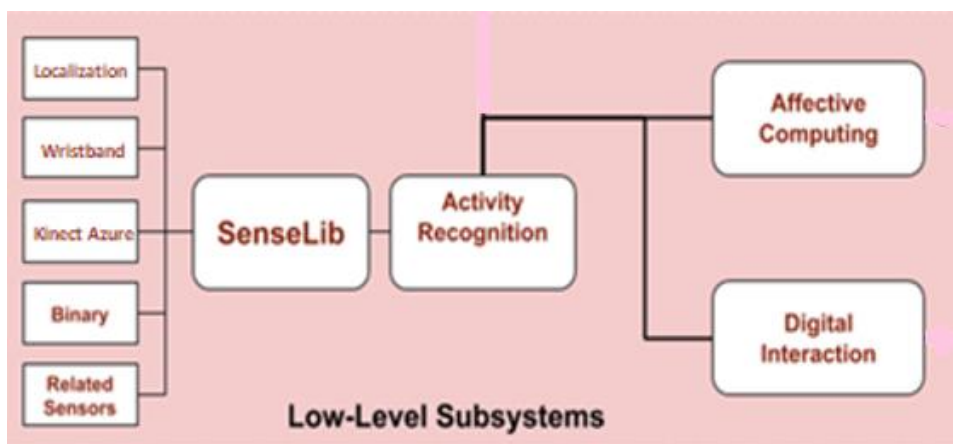 Localization
Wristband
Kinect Azure
Binary
Related
Sensors
SenseLib
Activity
Recognition
Affective
Computing
Digital
Interaction
Low-Level Subsystems